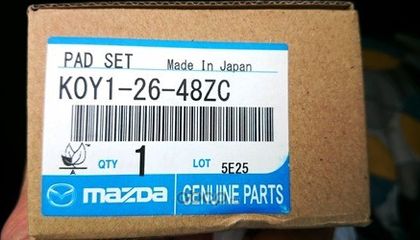 PAD SET Made In Japan
K0Y1-26-48ZC
QTY 1 LOT 5E25
A
mazda GENUINE PARTS